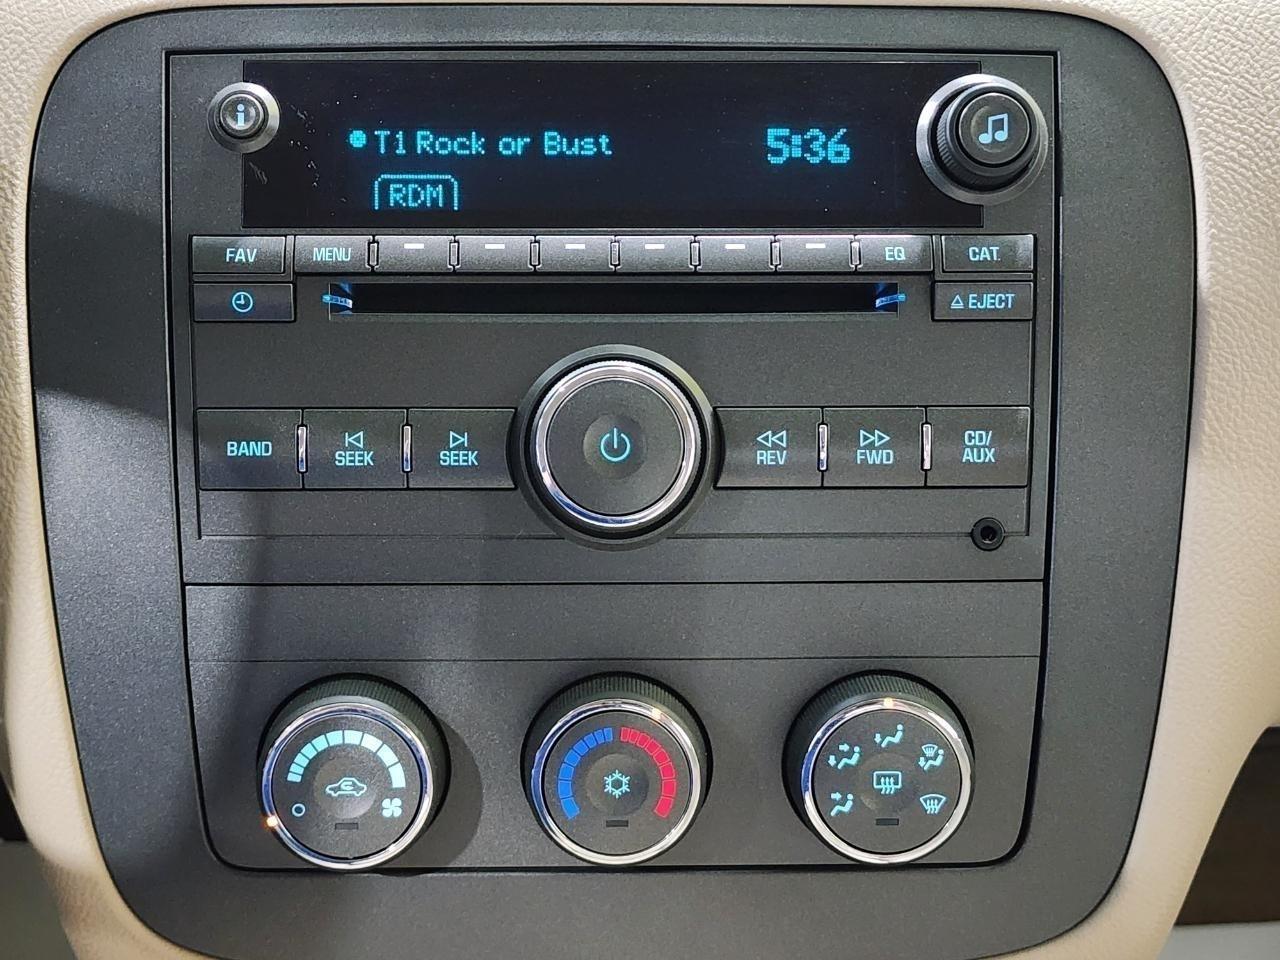 i
T1 Rock or Bust 5:36
RDM
FAV MENU EQ CAT
EJECT
BAND SEEK SEEK REV FWD CD/
AUX